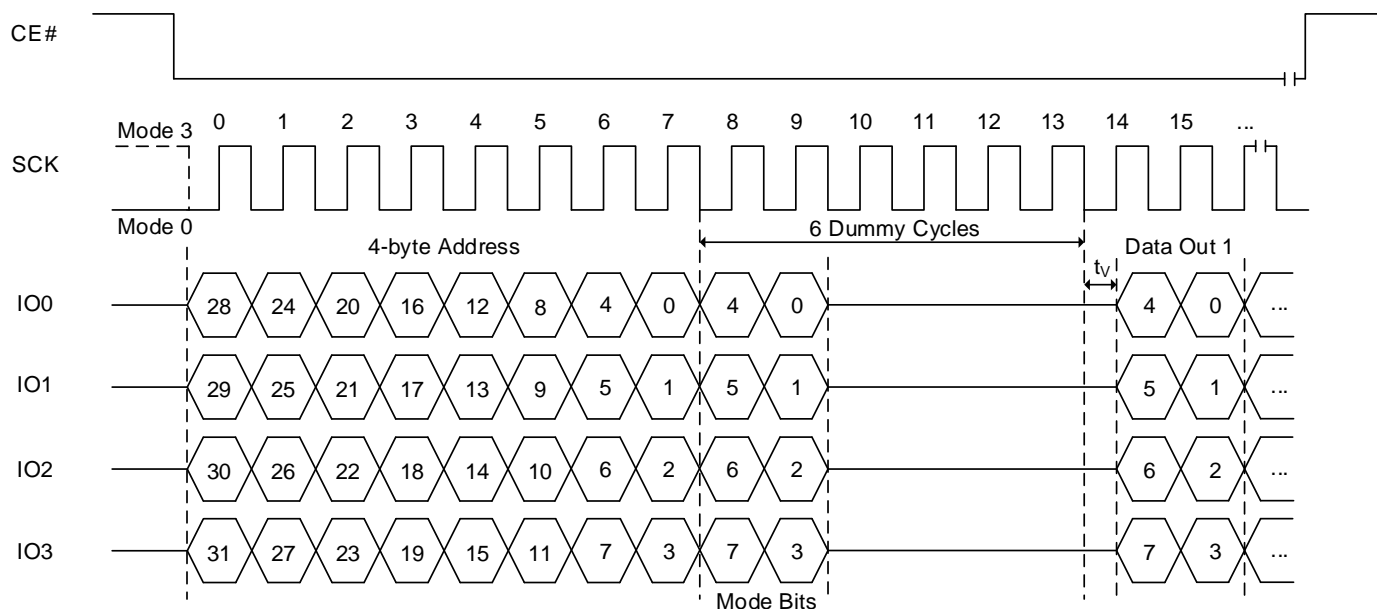 CE#
Mode 3 0 1 2 3 4 5 6 7 8 9 10 11 12 13 14 15 ...
SCK
Mode 0
4-byte Address 6 Dummy Cycles Data Out 1
tV
IO0 28 24 20 16 12 8 4 0 4 0 4 0 ...
IO1 29 25 21 17 13 9 5 1 5 1 5 1 ...
IO2 30 26 22 18 14 10 6 2 6 2 6 2 ...
IO3 31 27 23 19 15 11 7 3 7 3 7 3 ...
Mode Bits